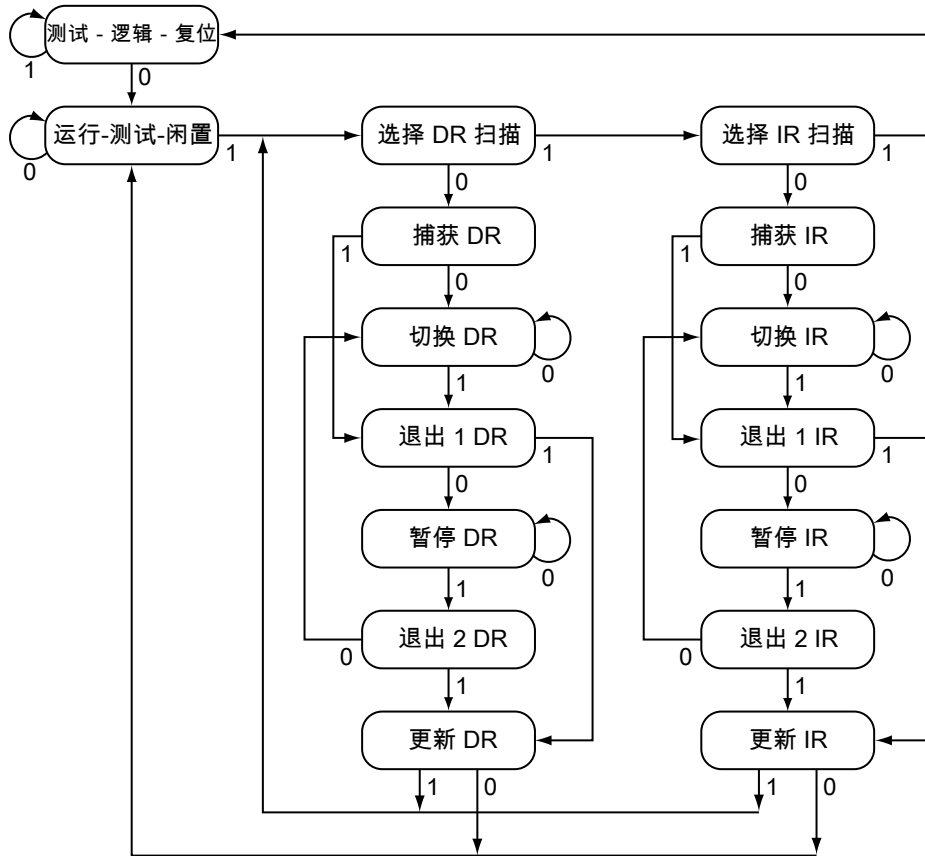 测试 - 逻辑 - 复位
1
0
运行-测试-闲置
0
1
选择 DR 扫描
1
选择 IR 扫描
1
0
0
捕获 DR
1
捕获 IR
1
0
0
切换 DR
0
切换 IR
0
1
1
退出 1 DR
1
退出 1 IR
1
0
0
暂停 DR
0
暂停 IR
0
1
1
退出 2 DR
0
退出 2 IR
0
1
1
更新 DR
更新 IR
1
0
1
0